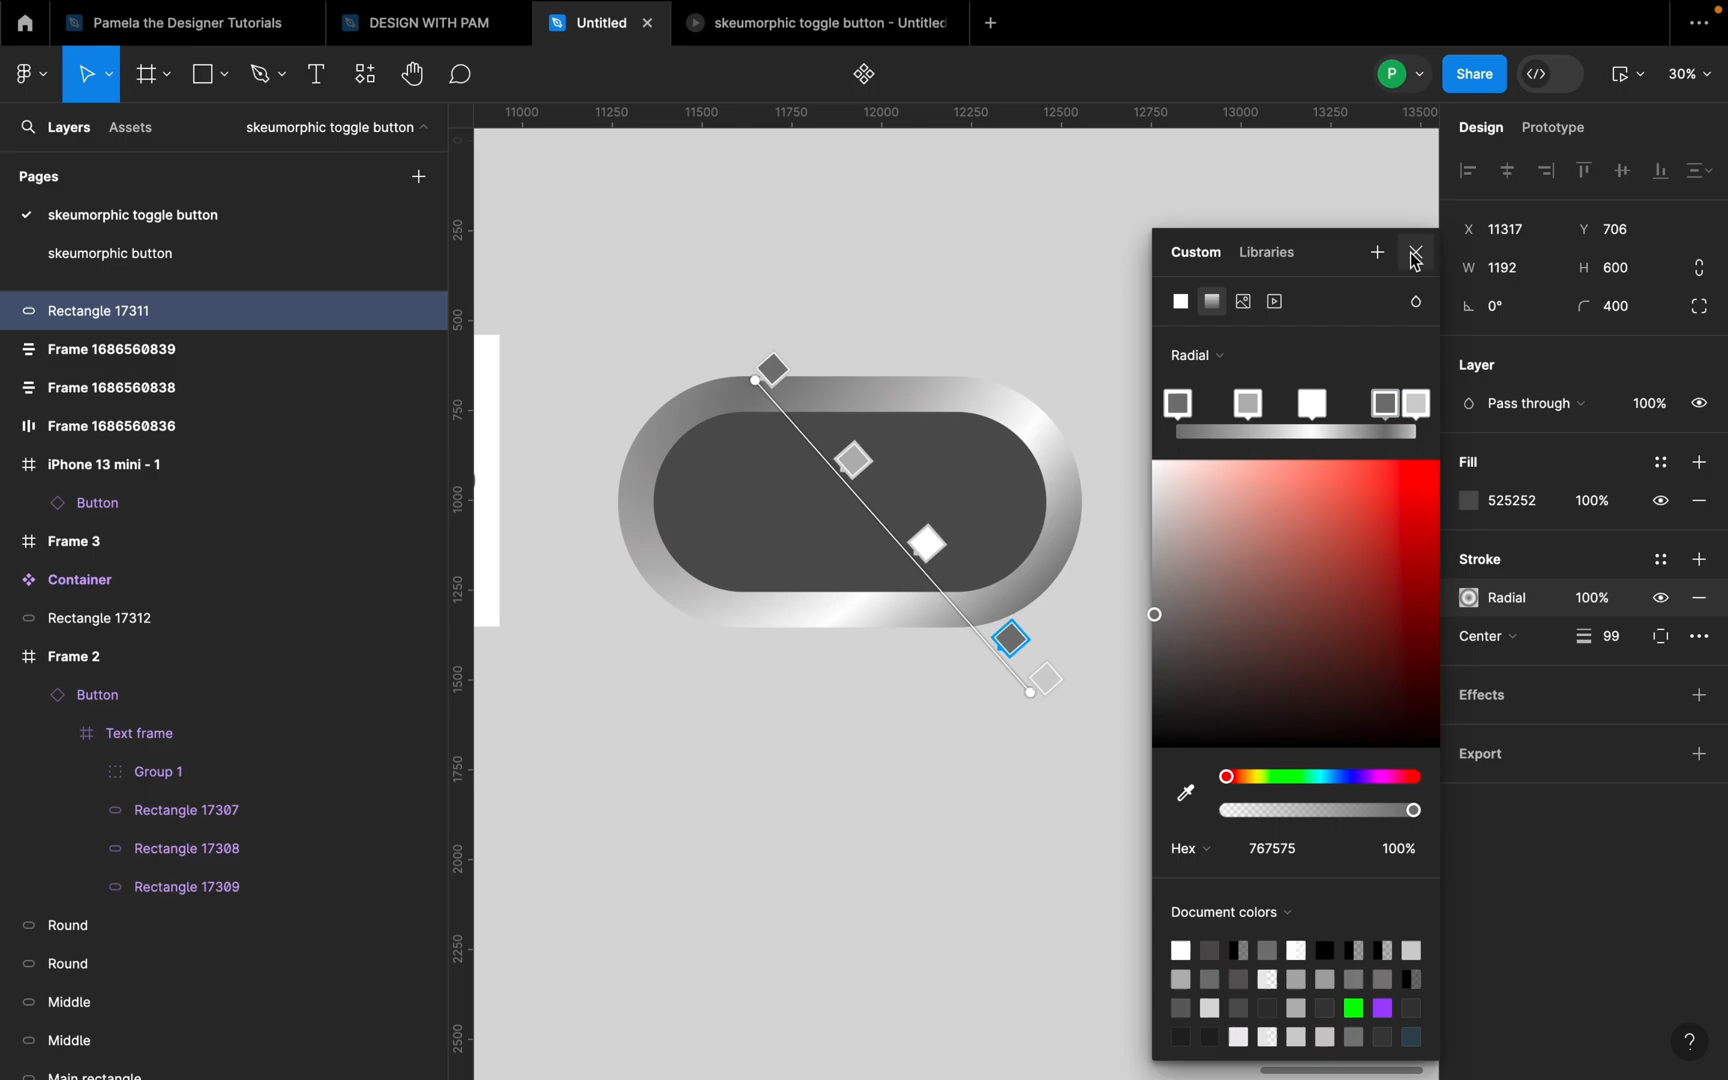 Pamela the Designer Tutorials
DESIGN WITH PAM
Untitled
skeumorphic toggle button - Untitled
P
Share
30%
Layers
Assets
skeumorphic toggle button
Pages
skeumorphic toggle button
skeumorphic button
Rectangle 17311
Frame 1686560839
Frame 1686560838
Frame 1686560836
iPhone 13 mini - 1
Button
Frame 3
Container
Rectangle 17312
Frame 2
Button
Text frame
Group 1
Rectangle 17307
Rectangle 17308
Rectangle 17309
Round
Round
Middle
Middle
Main rectangle
11000 11250 11500 11750 12000 12250 12500 12750 13000 13250 13500
0
250
500
750
1000
1250
1500
1750
2000
2250
2500
Custom
Libraries
Radial
Hex
767575
100%
Document colors
Design
Prototype
X 11317
Y 706
W 1192
H 600
0°
400
Layer
Pass through
100%
Fill
525252
100%
Stroke
Radial
100%
Center
99
Effects
Export
?